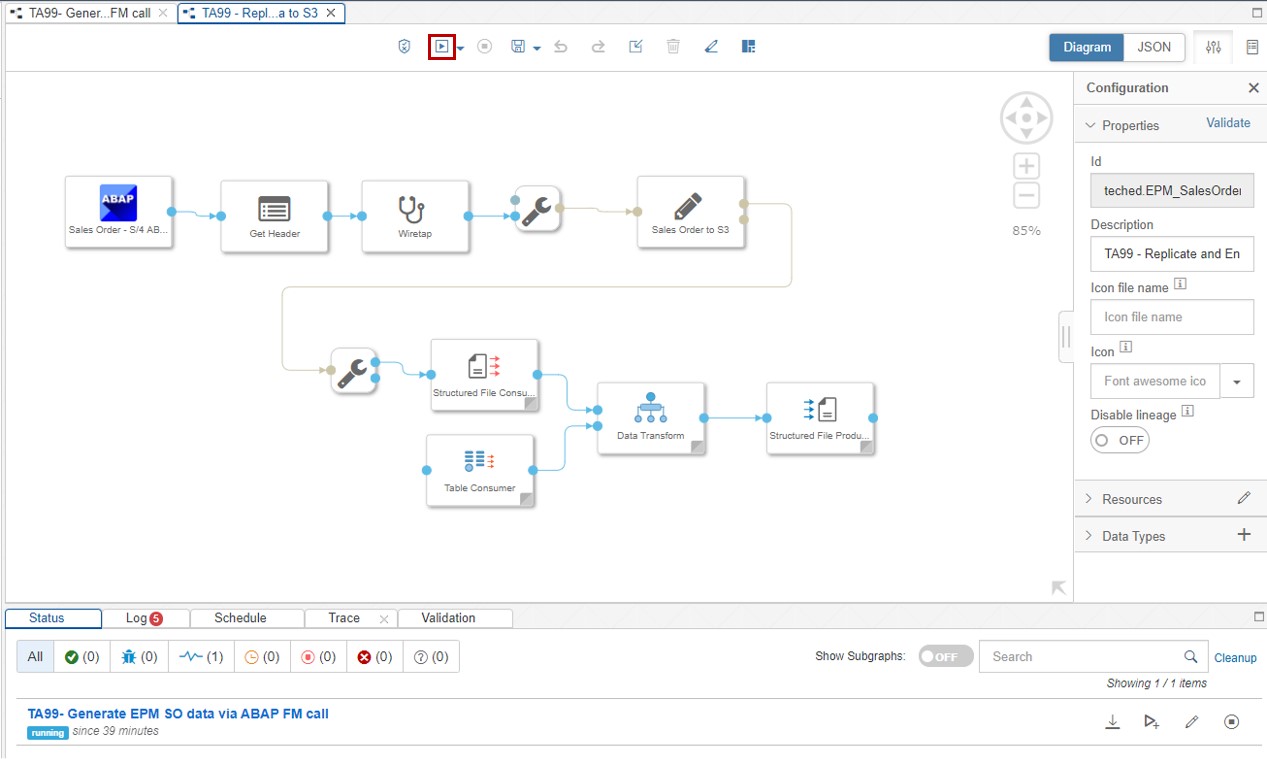 TA99- Gener...FM call
TA99 - Repl...a to S3
Diagram
JSON
Configuration
Properties
Validate
Id
teched.EPM_SalesOrder
Description
TA99 - Replicate and En
Icon file name
Icon file name
Icon
Font awesome ico
Disable lineage
OFF
Resources
Data Types
85%
ABAP
Sales Order - S/4 AB...
Get Header
Wiretap
Sales Order to S3
Structured File Consu...
Table Consumer
Data Transform
Structured File Produ...
Status
Log 5
Schedule
Trace
Validation
All
(0)
(0)
(1)
(0)
(0)
(0)
(0)
Show Subgraphs:
OFF
Search
Cleanup
Showing 1 / 1 items
TA99- Generate EPM SO data via ABAP FM call
running since 39 minutes